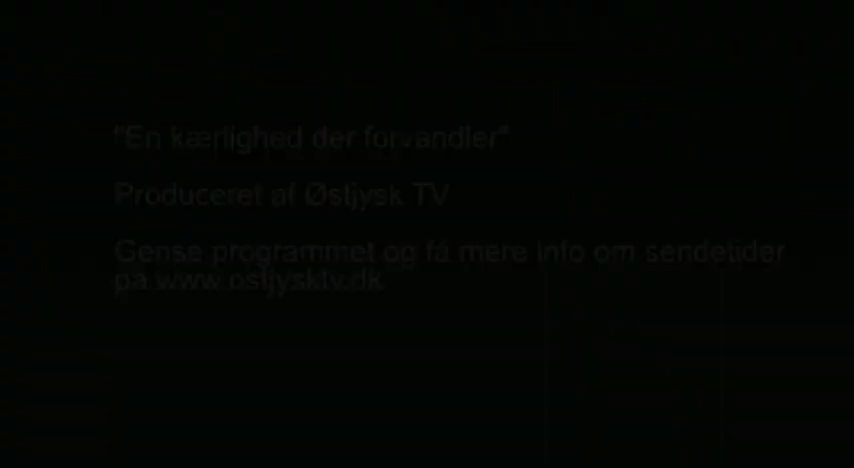 "En kærlighed der forvandler"
Produceret af Østjysk TV
Gense programmet og få mere info om sendetider
på www.ostjysktv.dk